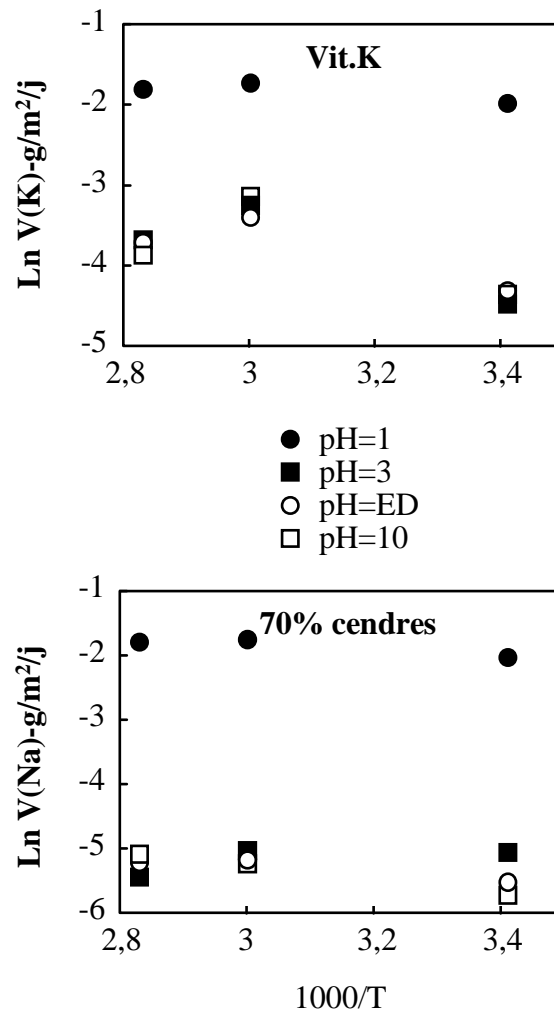 Vit.K
Ln V(K)-g/m²/j
-1
-2
-3
-4
-5
2,8 3 3,2 3,4
pH=1
pH=3
pH=ED
pH=10
70% cendres
Ln V(Na)-g/m²/j
-1
-2
-3
-4
-5
-6
2,8 3 3,2 3,4
1000/T